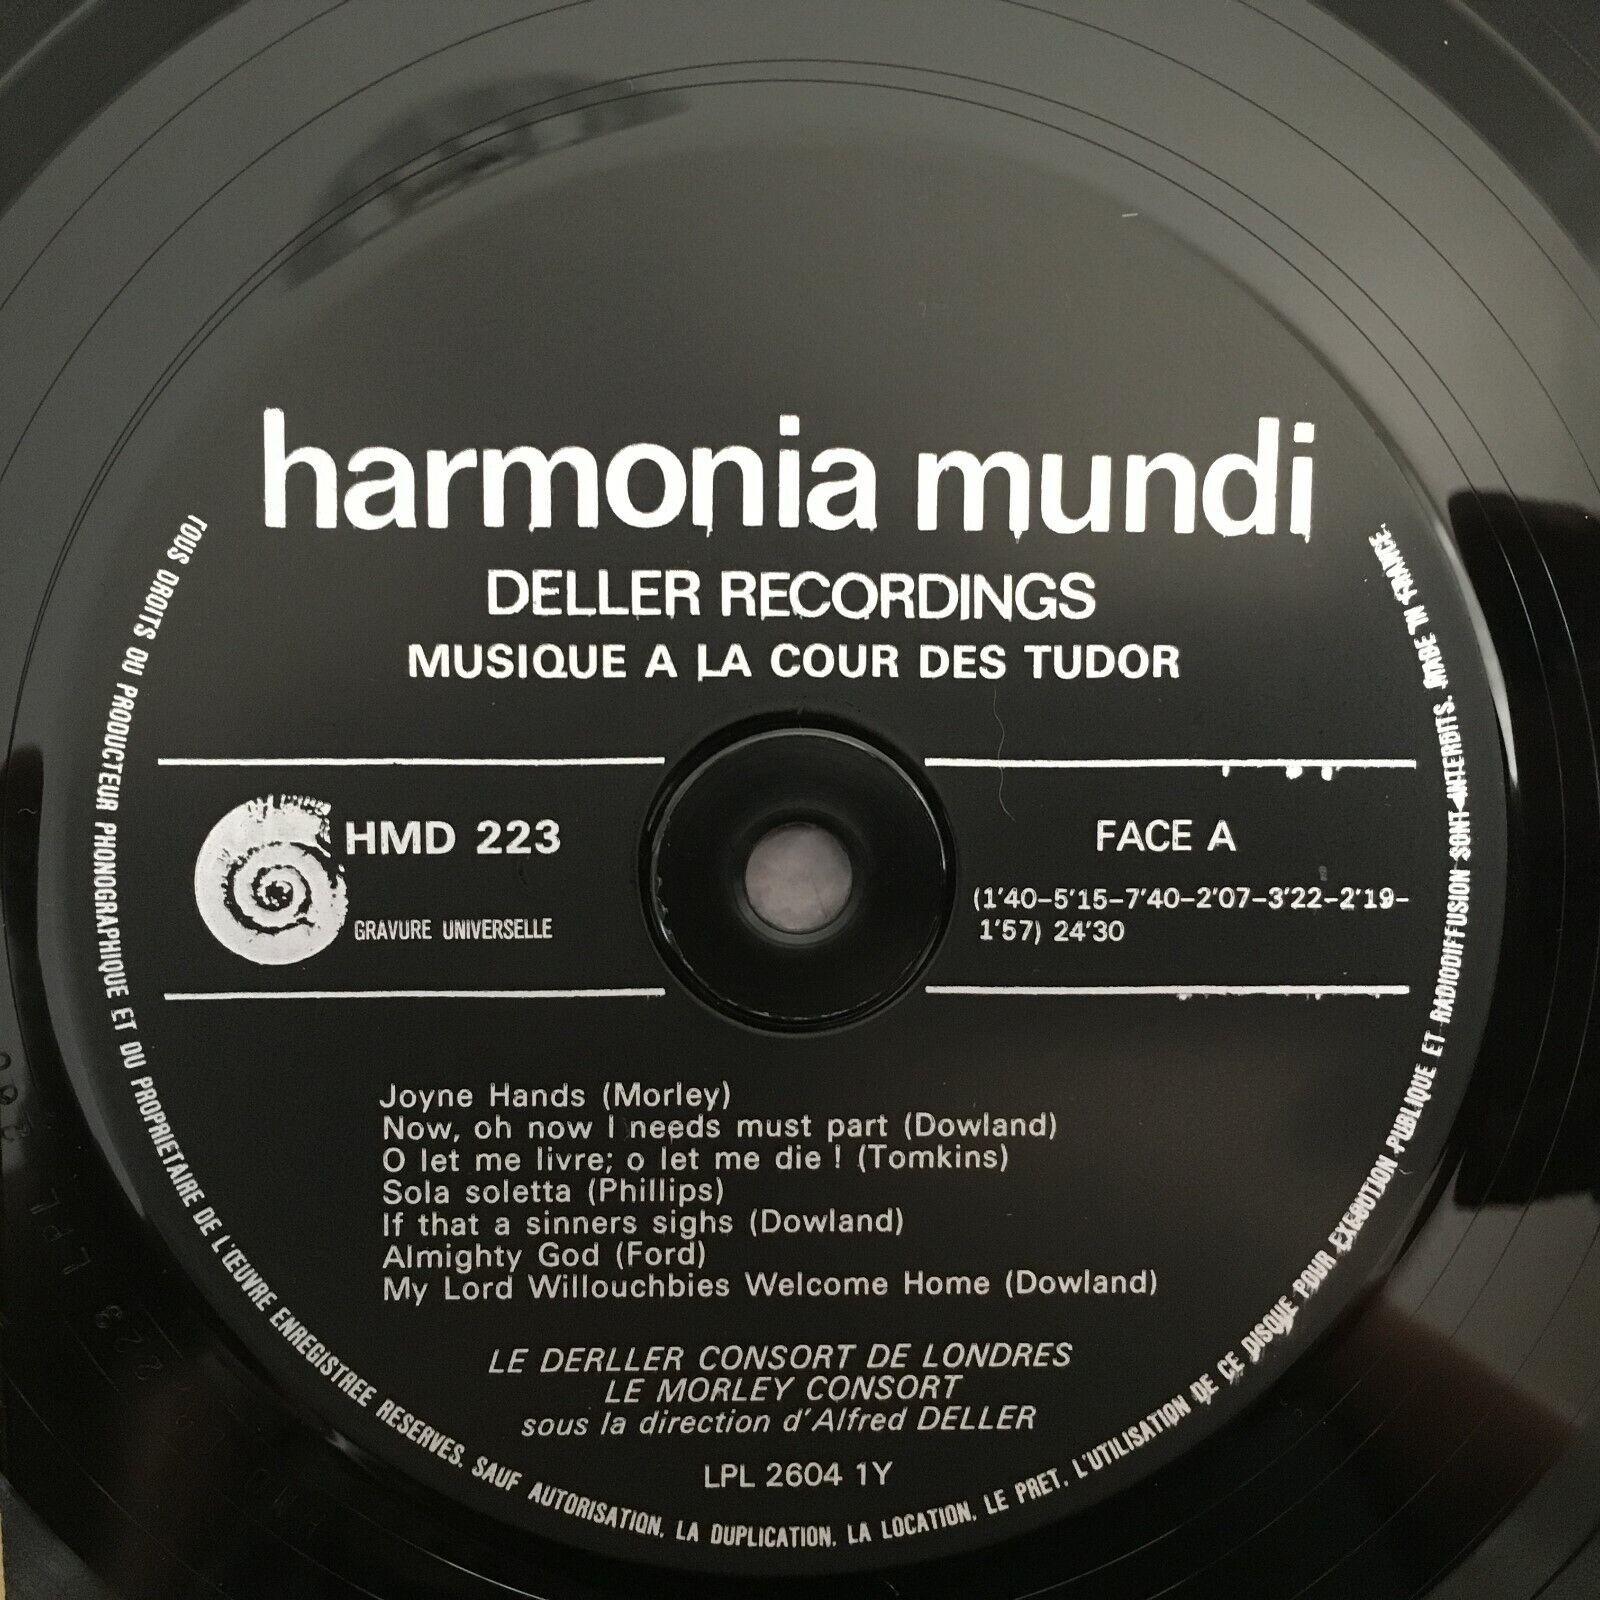 harmonia mundi
DELLER RECORDINGS
MUSIQUE A LA COUR DES TUDOR
HMD 223
GRAVURE UNIVERSELLE
FACE A
(1'40-5'15-7'40-2'07-3'22-2'19-
1'57) 24'30
Joyne Hands (Morley)
Now, oh now I needs must part (Dowland)
O let me livre; o let me die ! (Tomkins)
Sola soletta (Phillips)
If that a sinners sighs (Dowland)
Almighty God (Ford)
My Lord Willouchbies Welcome Home (Dowland)
LE DERLLER CONSORT DE LONDRES
LE MORLEY CONSORT
sous la direction d'Alfred DELLER
LPL 2604 1Y
TOUS DROITS DU PRODUCTEUR PHONOGRAPHIQUE ET DU PROPRIETAIRE DE L'ŒUVRE ENREGISTREE RESERVES. SAUF AUTORISATION, LA DUPLICATION, LA LOCATION, LE PRET, L'UTILISATION DE CE DISQUE POUR EXECUTION PUBLIQUE ET RADIODIFFUSION SONT INTERDITS. MADE IN FRANCE.